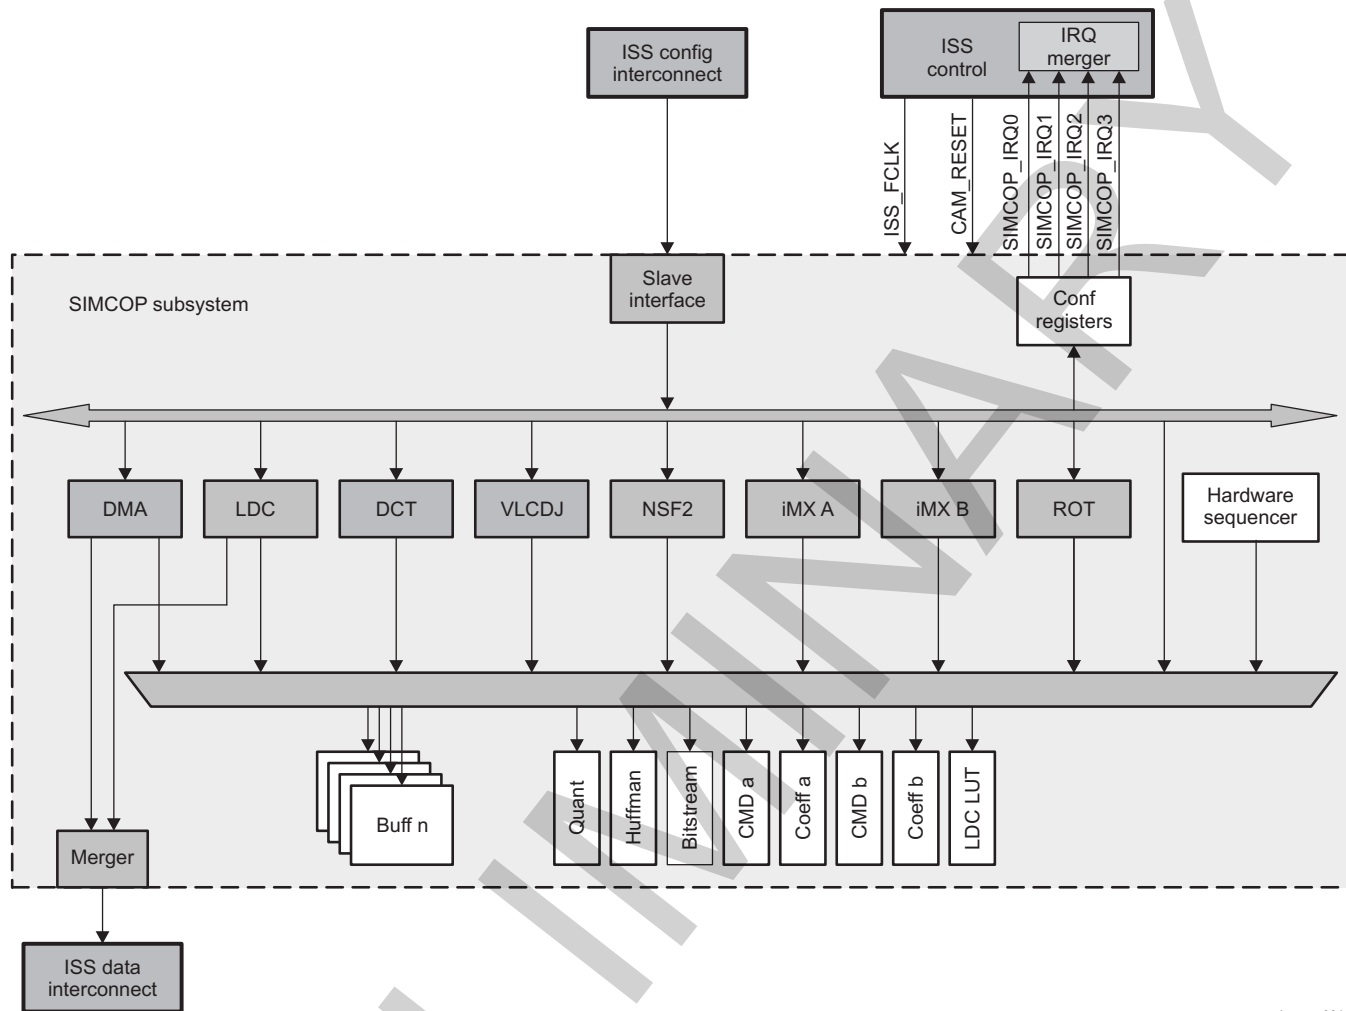 ISS config
interconnect
ISS
control
IRQ
merger
ISS_FCLK
CAM_RESET
SIMCOP_IRQ0
SIMCOP_IRQ1
SIMCOP_IRQ2
SIMCOP_IRQ3
SIMCOP subsystem
Slave
interface
Conf
registers
DMA
LDC
DCT
VLCDJ
NSF2
iMX A
iMX B
ROT
Hardware
sequencer
Buff n
Quant
Huffman
Bitstream
CMD a
Coeff a
CMD b
Coeff b
LDC LUT
Merger
ISS data
interconnect
IMINARY